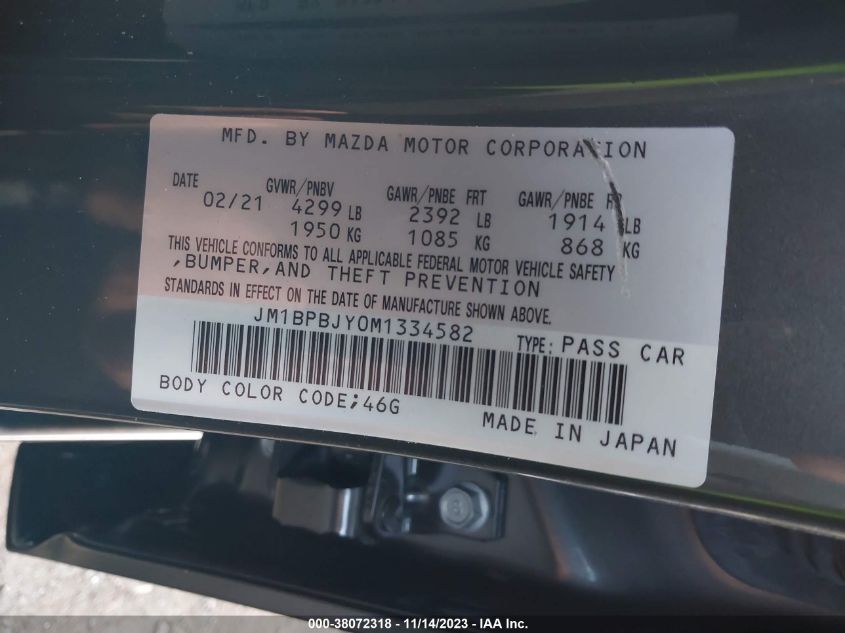 MFD. BY MAZDA MOTOR CORPORATION
DATE GVWR/PNBV GAWR/PNBE FRT GAWR/PNBE RR
02/21 4299 LB 2392 LB 1914 LB
1950 KG 1085 KG 868 KG
THIS VEHICLE CONFORMS TO ALL APPLICABLE FEDERAL MOTOR VEHICLE SAFETY
,BUMPER,AND THEFT PREVENTION
STANDARDS IN EFFECT ON THE DATE OF MANUFACTURE SHOWN ABOVE.
JM1BPBJY0M1334582 TYPE: PASS CAR
BODY COLOR CODE;46G
MADE IN JAPAN
000-38072318 - 11/14/2023 - IAA Inc.